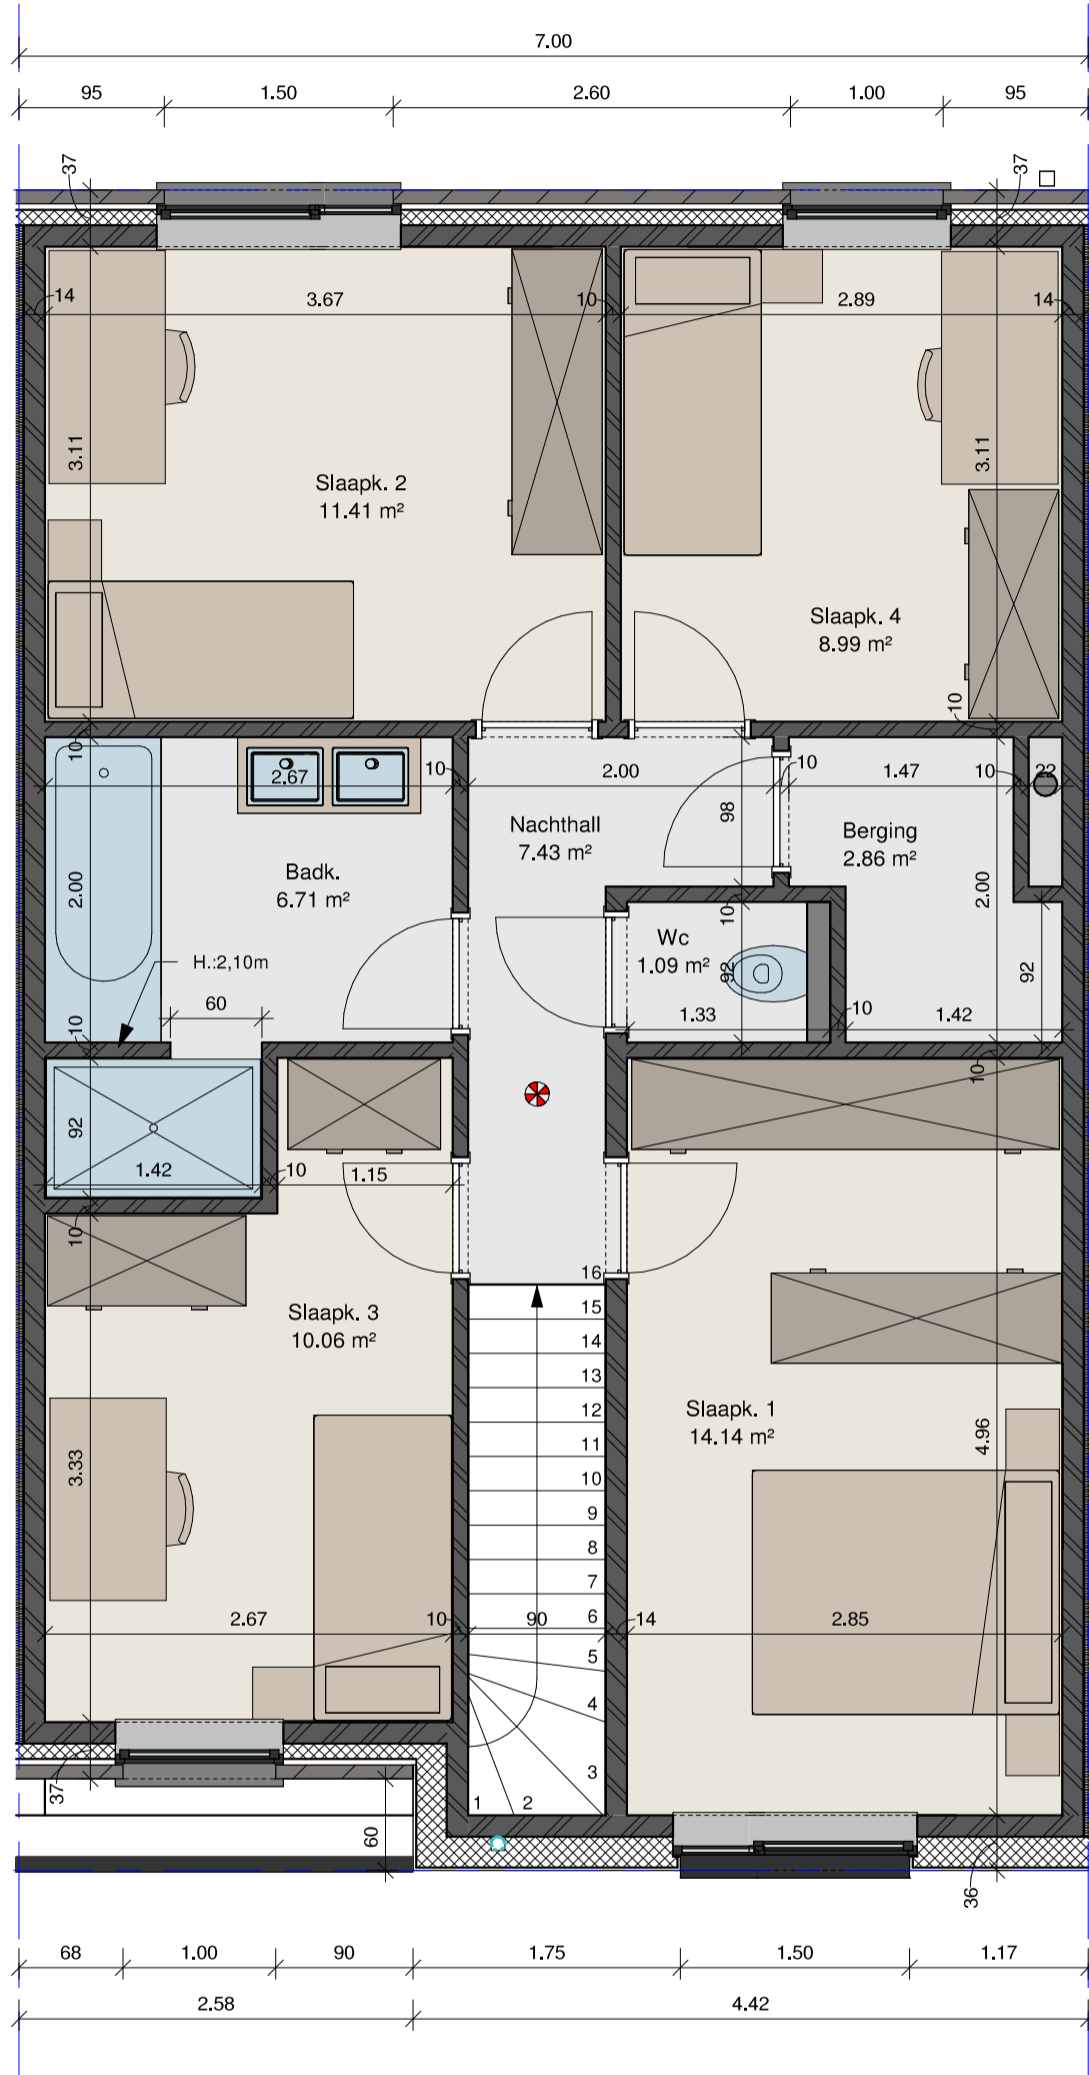 7.00
95 1.50 2.60 1.00 95
37 37
14 3.67 10 2.89 14
3.11 3.11
Slaapk. 2
11.41 m²
Slaapk. 4
8.99 m²
10 10
2.67 10 2.00 10 1.47 10 22
98
Nachthall
7.43 m²
Berging
2.86 m²
Badk.
6.71 m²
2.00 2.00
10
Wc
1.09 m²
92 92
H.:2,10m
60 1.33 10 1.42
10 10
92
1.42 10 1.15
10
16
15
14
13
12
11
10
9
8
7
6
5
4
3
1 2
Slaapk. 3
10.06 m²
Slaapk. 1
14.14 m²
3.33 4.96
2.67 10 90 14 2.85
37
60
36
68 1.00 90 1.75 1.50 1.17
2.58 4.42